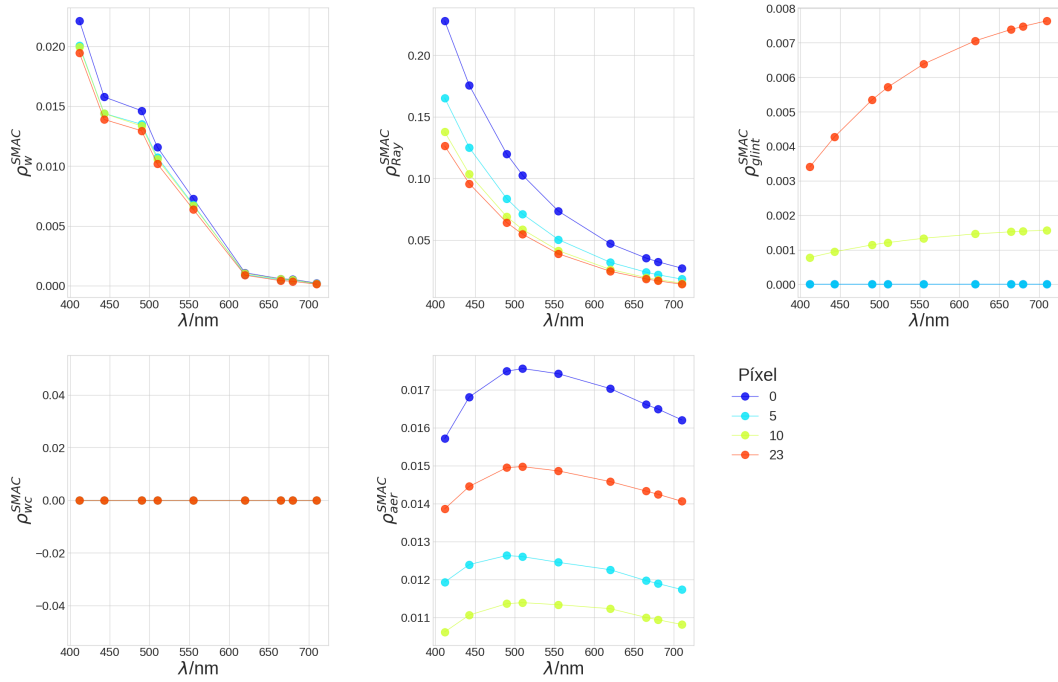 0.020
0.015
0.010
0.005
0.000
400 450 500 550 600 650 700
λ/nm
ρ_w^SMAC
0.20
0.15
0.10
0.05
400 450 500 550 600 650 700
λ/nm
ρ_Ray^SMAC
0.008
0.007
0.006
0.005
0.004
0.003
0.002
0.001
0.000
400 450 500 550 600 650 700
λ/nm
ρ_glint^SMAC
0.04
0.02
0.00
−0.02
−0.04
400 450 500 550 600 650 700
λ/nm
ρ_wc^SMAC
0.017
0.016
0.015
0.014
0.013
0.012
0.011
400 450 500 550 600 650 700
λ/nm
ρ_aer^SMAC
Píxel
0
5
10
23